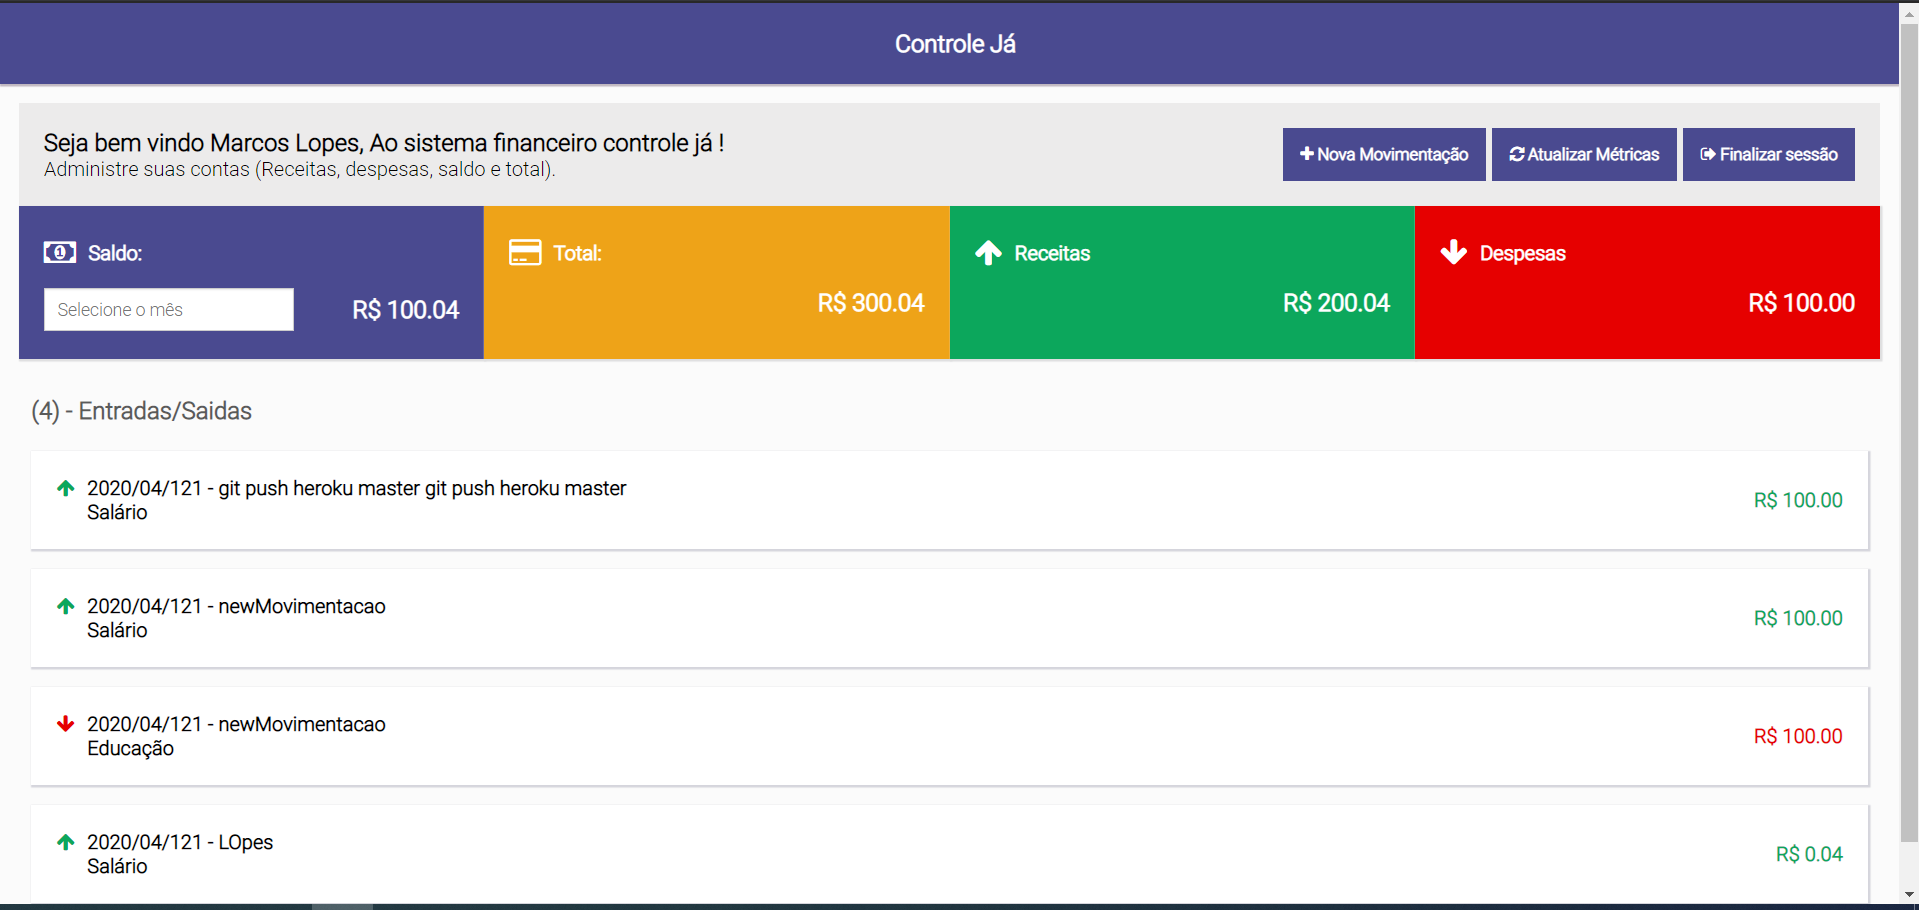 Controle Já
Seja bem vindo Marcos Lopes, Ao sistema financeiro controle já !
Administre suas contas (Receitas, despesas, saldo e total).
Nova Movimentação
Atualizar Métricas
Finalizar sessão
Saldo:
Selecione o mês
R$ 100.04
Total:
R$ 300.04
Receitas
R$ 200.04
Despesas
R$ 100.00
(4) - Entradas/Saidas
2020/04/121 - git push heroku master git push heroku master
Salário
R$ 100.00
2020/04/121 - newMovimentacao
Salário
R$ 100.00
2020/04/121 - newMovimentacao
Educação
R$ 100.00
2020/04/121 - LOpes
Salário
R$ 0.04